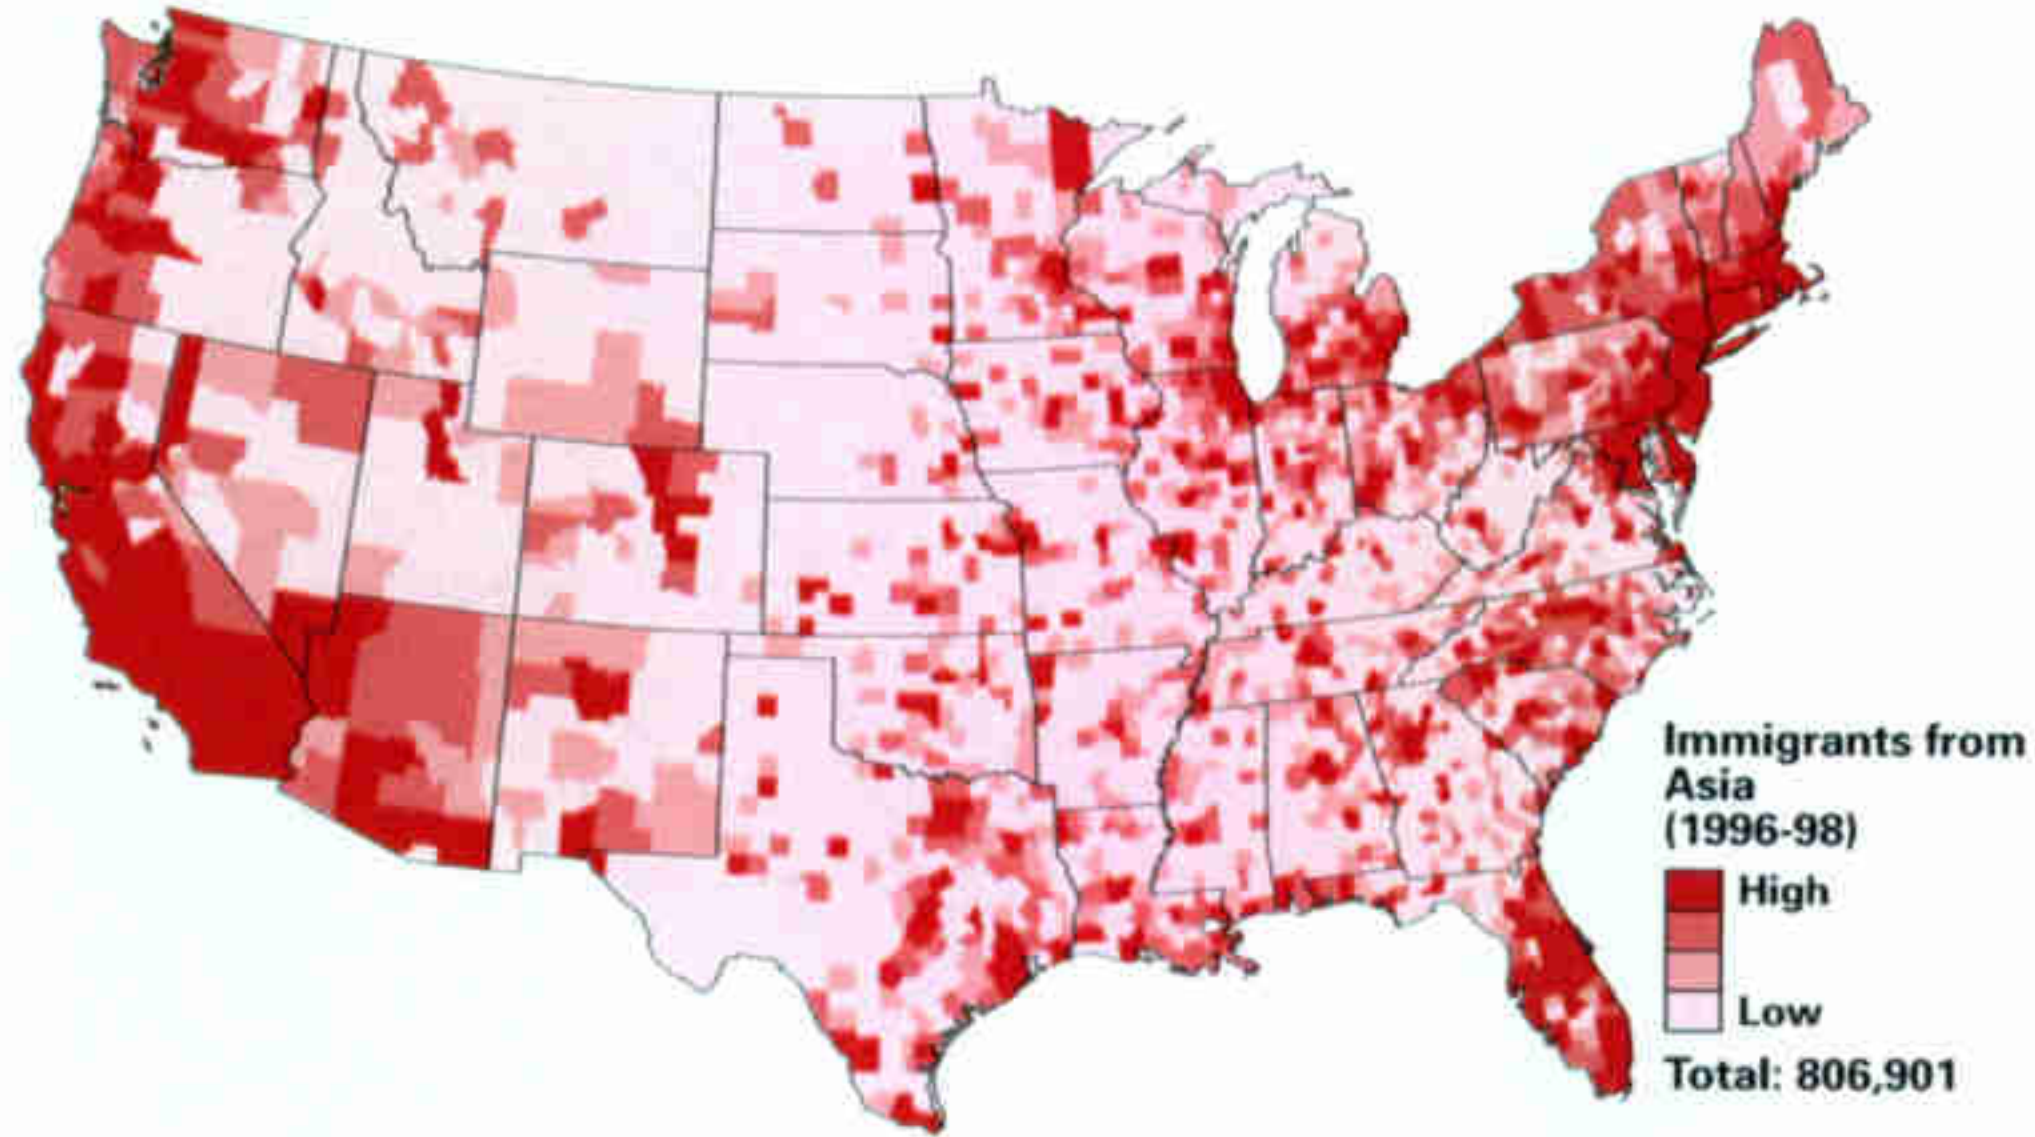 Immigrants from
Asia
(1996-98)
High
Low
Total: 806,901